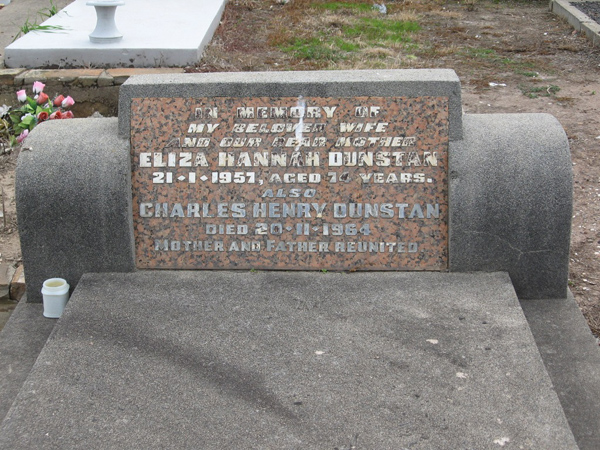 IN MEMORY OF
MY BELOVED WIFE
AND OUR DEAR MOTHER
ELIZA HANNAH DUNSTAN
21·1·1957, AGED 74 YEARS.
ALSO
CHARLES HENRY DUNSTAN
DIED 20·11·1964
MOTHER AND FATHER REUNITED